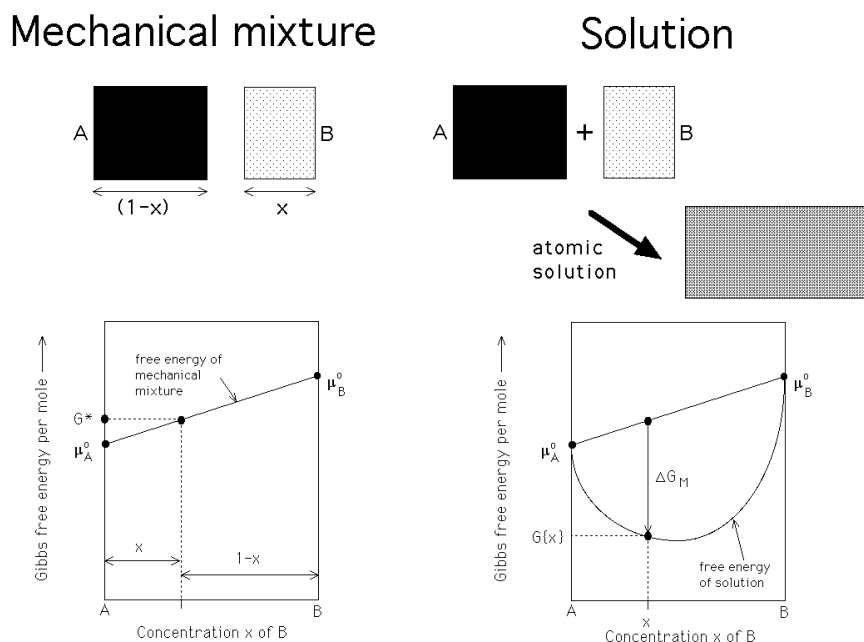 Mechanical mixture
Solution
A
B
(1-x)
x
A
+
B
atomic
solution
Gibbs free energy per mole
free energy of
mechanical
mixture
μ°B
G*
μ°A
x
1-x
A
B
Concentration x of B
Gibbs free energy per mole
μ°B
μ°A
ΔGM
G{x}
free energy
of solution
A
x
B
Concentration x of B